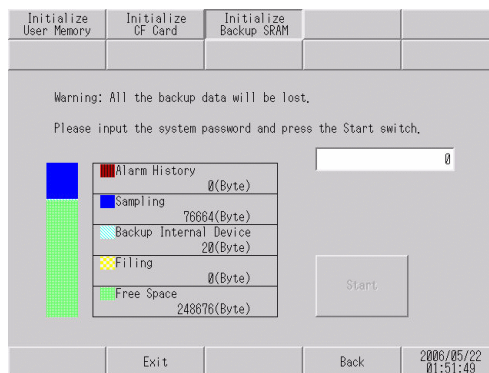 Initialize
User Memory
Initialize
CF Card
Initialize
Backup SRAM
Warning: All the backup data will be lost.
Please input the system password and press the Start switch.
0
Alarm History
0(Byte)
Sampling
76664(Byte)
Backup Internal Device
20(Byte)
Filing
0(Byte)
Free Space
248676(Byte)
Start
Exit
Back
2006/05/22
01:51:49